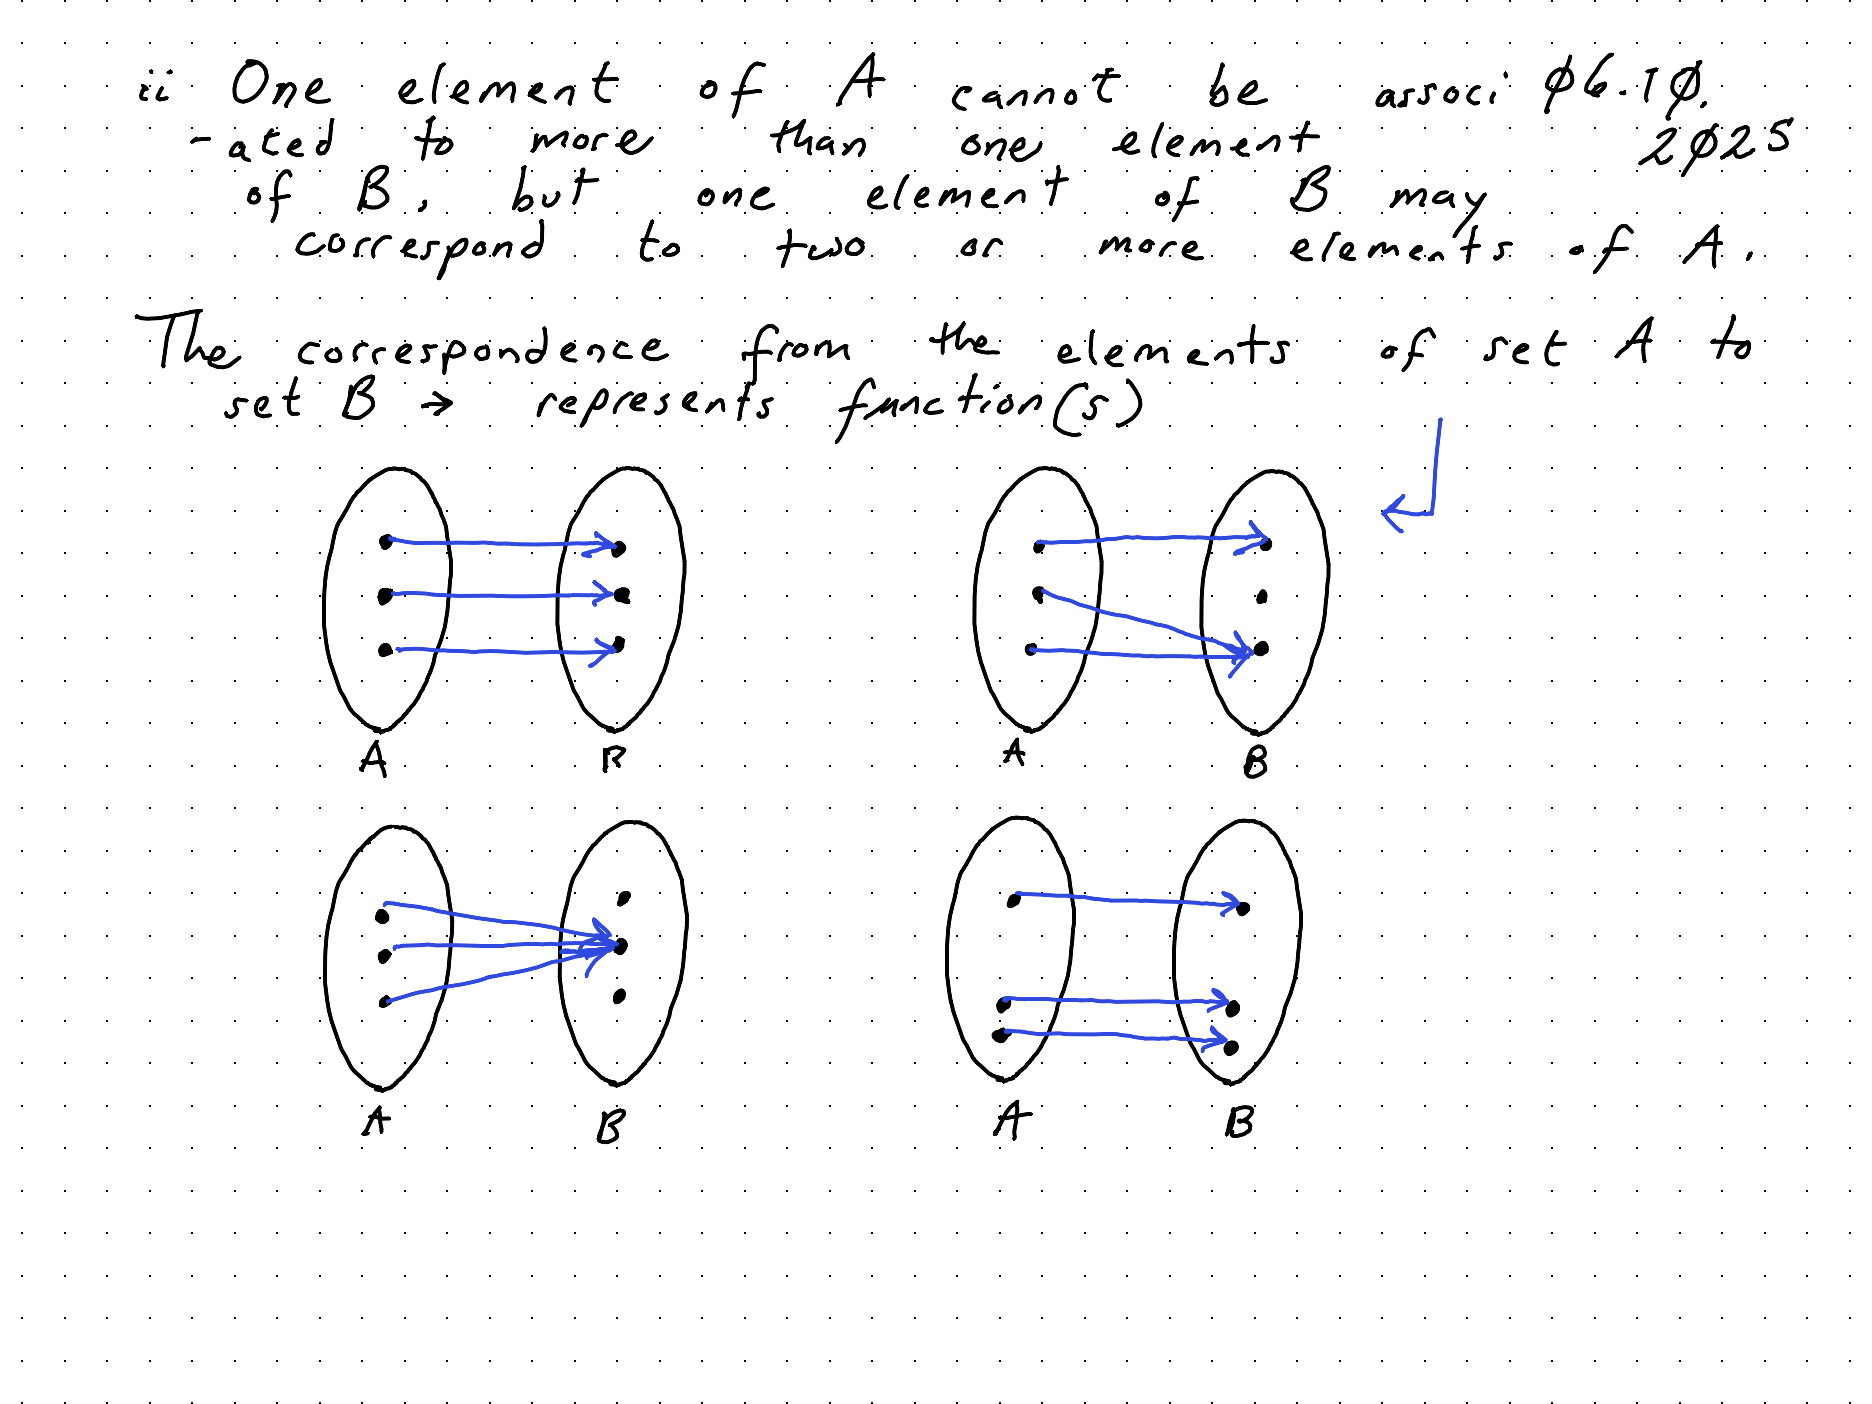 ii One element of A cannot be associ φ6.1φ.
-ated to more than one element 2φ25
of B, but one element of B may
correspond to two or more elements of A.
The correspondence from the elements of set A to
set B → represents function(s)
A B A B
A B A B